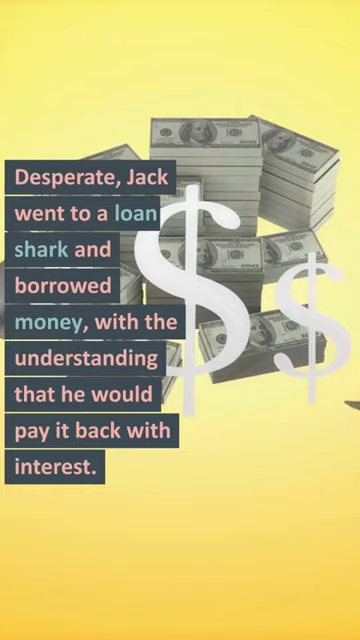 Desperate, Jack
went to a loan
shark and
borrowed
money, with the
understanding
that he would
pay it back with
interest.
$ $